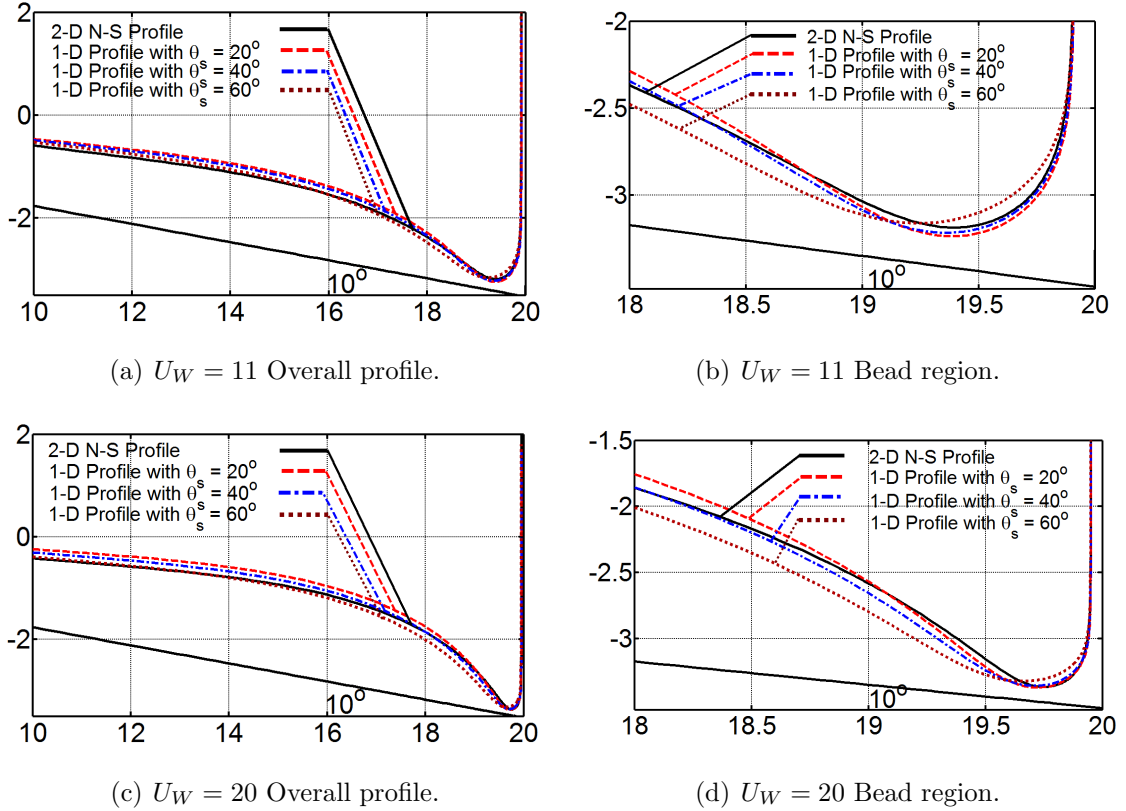 2
0
-2
2-D N-S Profile
1-D Profile with θs = 20°
1-D Profile with θs = 40°
1-D Profile with θs = 60°
10°
10 12 14 16 18 20
(a) U_W = 11 Overall profile.
-2
-2.5
-3
2-D N-S Profile
1-D Profile with θs = 20°
1-D Profile with θs = 40°
1-D Profile with θs = 60°
10°
18 18.5 19 19.5 20
(b) U_W = 11 Bead region.
2
0
-2
2-D N-S Profile
1-D Profile with θs = 20°
1-D Profile with θs = 40°
1-D Profile with θs = 60°
10°
10 12 14 16 18 20
(c) U_W = 20 Overall profile.
-1.5
-2
-2.5
-3
2-D N-S Profile
1-D Profile with θs = 20°
1-D Profile with θs = 40°
1-D Profile with θs = 60°
10°
18 18.5 19 19.5 20
(d) U_W = 20 Bead region.